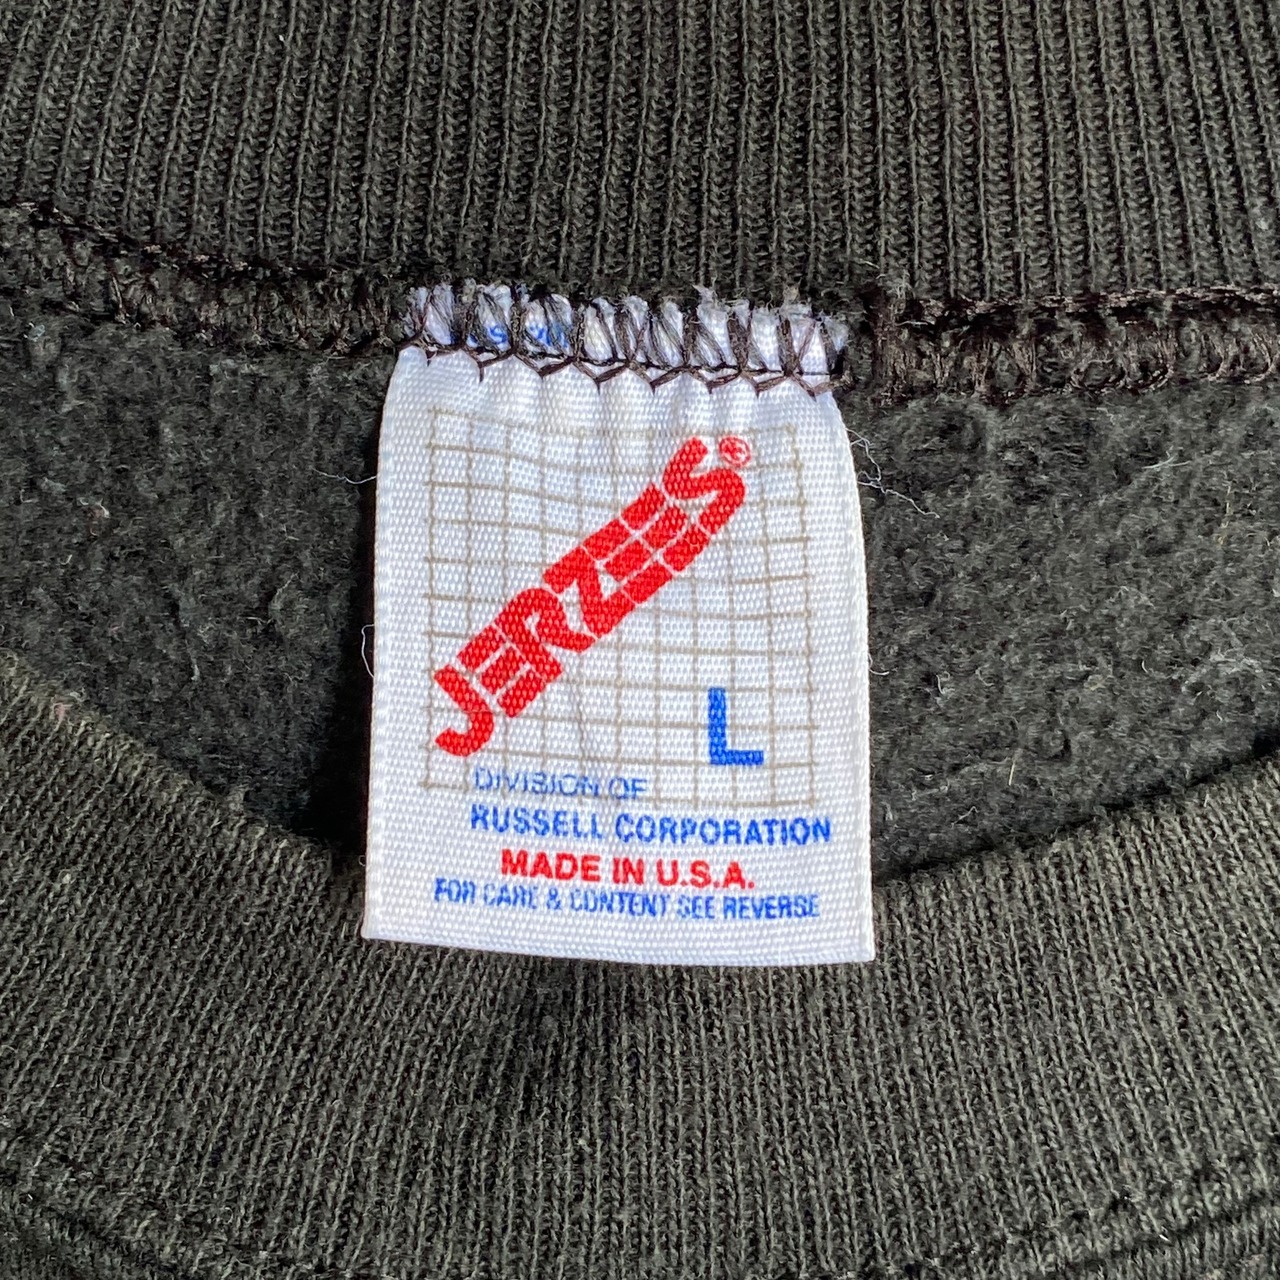 JERZEES®
L
DIVISION OF
RUSSELL CORPORATION
MADE IN U.S.A.
FOR CARE & CONTENT SEE REVERSE